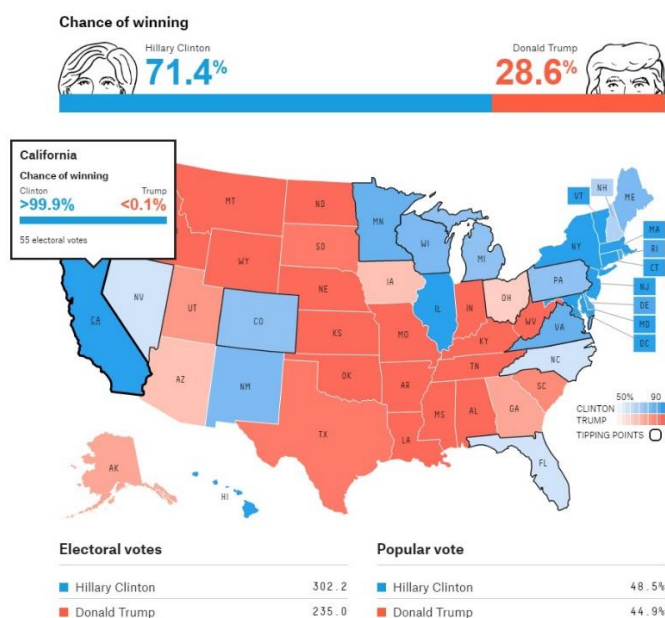 Chance of winning
Hillary Clinton
71.4%
Donald Trump
28.6%
California
Chance of winning
Clinton
>99.9%
Trump
<0.1%
55 electoral votes
MT
ND
MN
VT
NH
ME
WI
MI
NY
MA
RI
CT
SD
WY
IA
PA
NJ
NE
OH
DE
NV
UT
CO
IL
IN
WV
VA
MD
DC
CA
KS
MO
KY
NC
TN
AZ
NM
OK
AR
SC
MS
AL
GA
TX
LA
50% 90
CLINTON
TRUMP
TIPPING POINTS
FL
AK
HI
Electoral votes
Hillary Clinton 302.2
Donald Trump 235.0
Popular vote
Hillary Clinton 48.5%
Donald Trump 44.9%